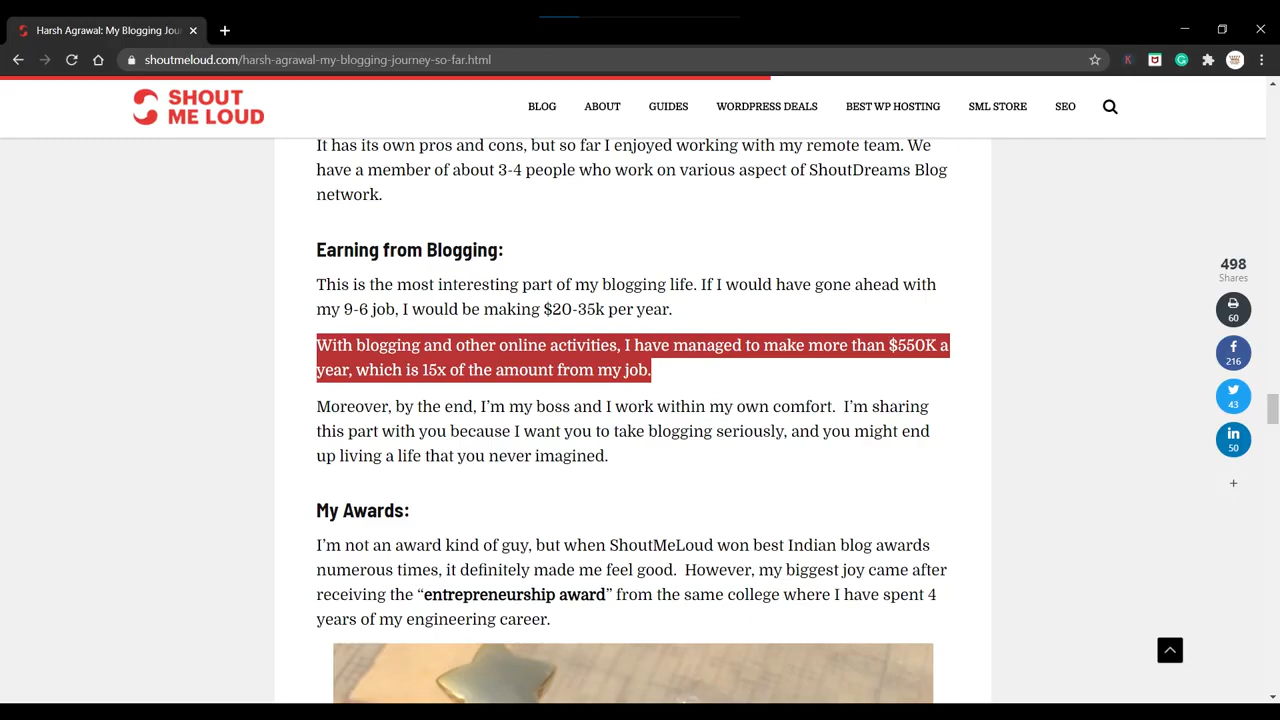 Harsh Agrawal: My Blogging Jour
shoutmeloud.com/harsh-agrawal-my-blogging-journey-so-far.html
SHOUT
ME LOUD
BLOG ABOUT GUIDES WORDPRESS DEALS BEST WP HOSTING SML STORE SEO
It has its own pros and cons, but so far I enjoyed working with my remote team. We
have a member of about 3-4 people who work on various aspect of ShoutDreams Blog
network.
Earning from Blogging:
This is the most interesting part of my blogging life. If I would have gone ahead with
my 9-6 job, I would be making $20-35k per year.
With blogging and other online activities, I have managed to make more than $550K a
year, which is 15x of the amount from my job.
Moreover, by the end, I’m my boss and I work within my own comfort.  I’m sharing
this part with you because I want you to take blogging seriously, and you might end
up living a life that you never imagined.
My Awards:
I’m not an award kind of guy, but when ShoutMeLoud won best Indian blog awards
numerous times, it definitely made me feel good.  However, my biggest joy came after
receiving the “entrepreneurship award” from the same college where I have spent 4
years of my engineering career.
498
Shares
60
216
43
50